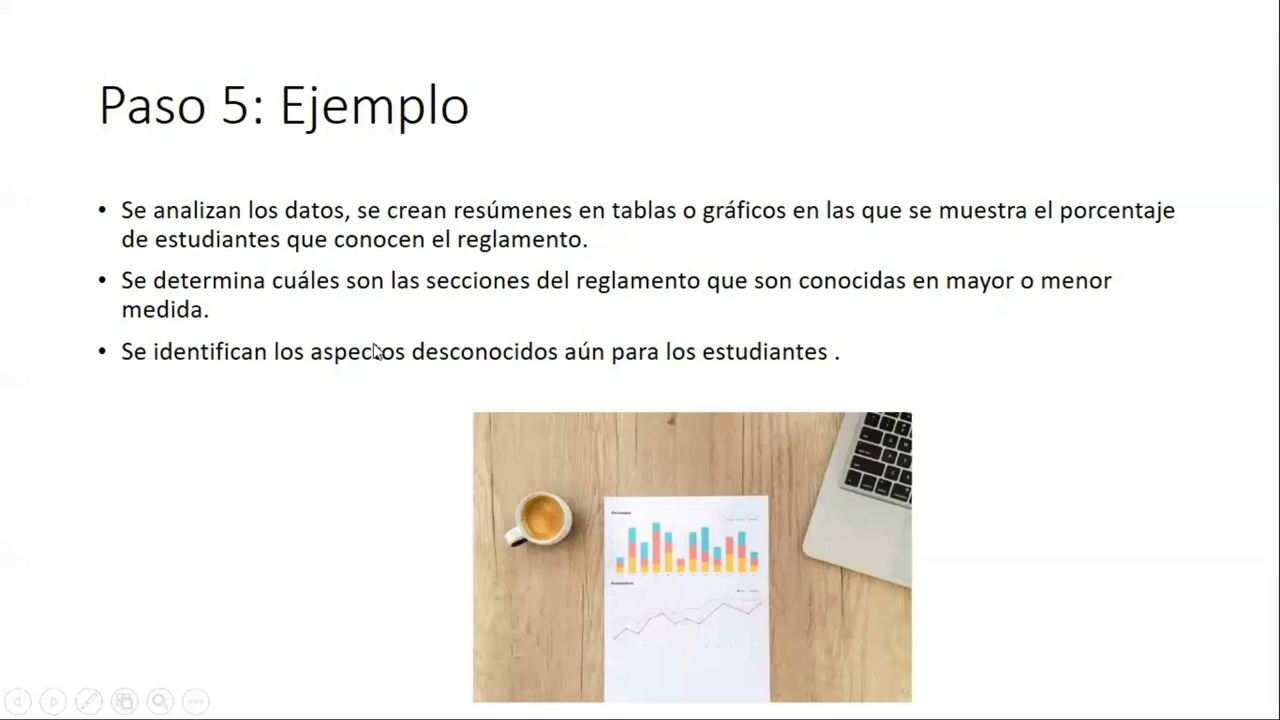 Paso 5: Ejemplo
• Se analizan los datos, se crean resúmenes en tablas o gráficos en las que se muestra el porcentaje
de estudiantes que conocen el reglamento.
• Se determina cuáles son las secciones del reglamento que son conocidas en mayor o menor
medida.
• Se identifican los aspectos desconocidos aún para los estudiantes .